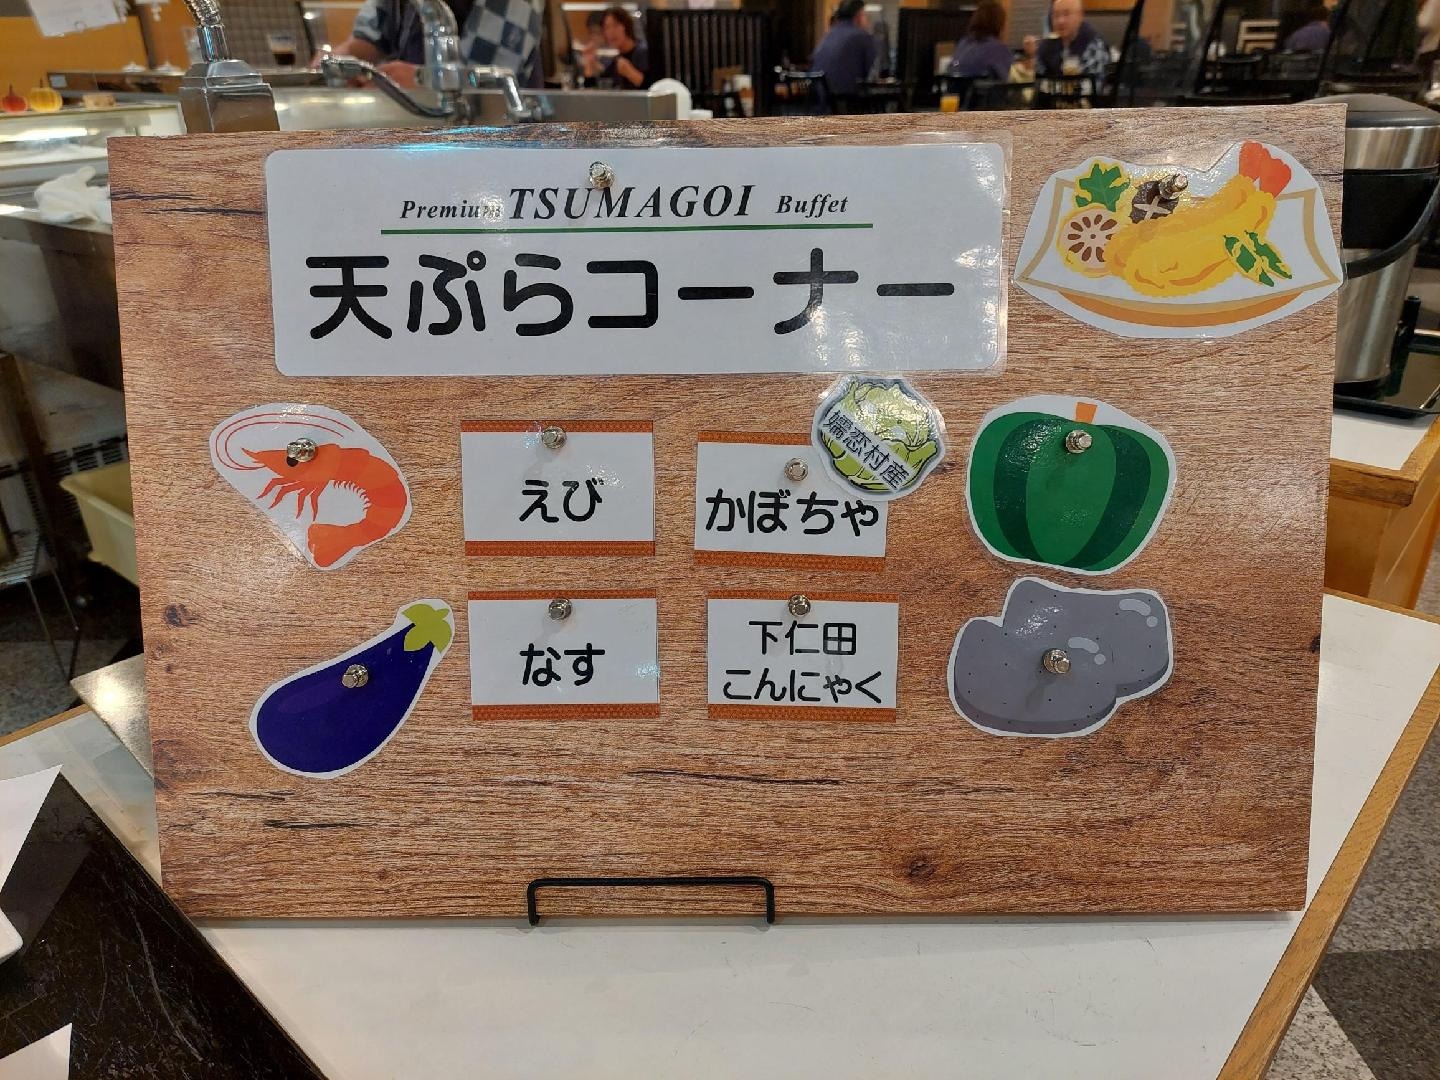 Premium TSUMAGOI Buffet
天ぷらコーナー
えび
嬬恋村産
かぼちゃ
なす
下仁田
こんにゃく